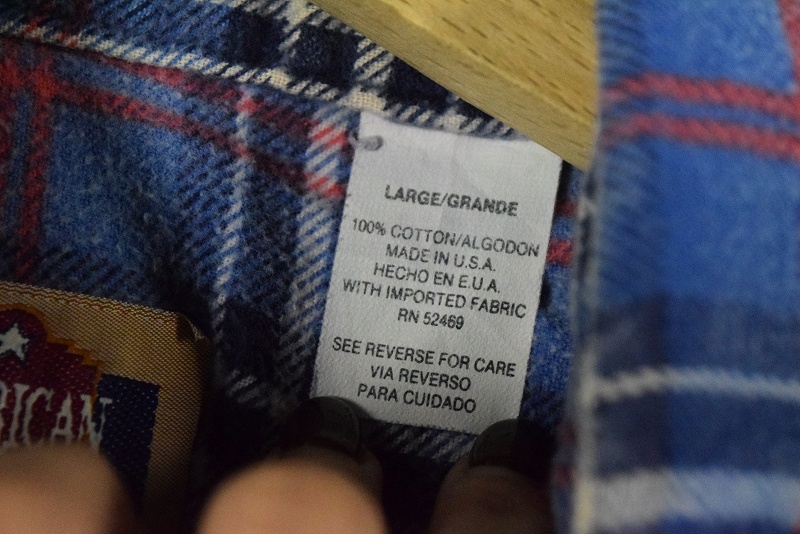 LARGE/GRANDE
100% COTTON/ALGODON
MADE IN U.S.A.
HECHO EN E.U.A.
WITH IMPORTED FABRIC
RN 52469
SEE REVERSE FOR CARE
VIA REVERSO
PARA CUIDADO
RICAN